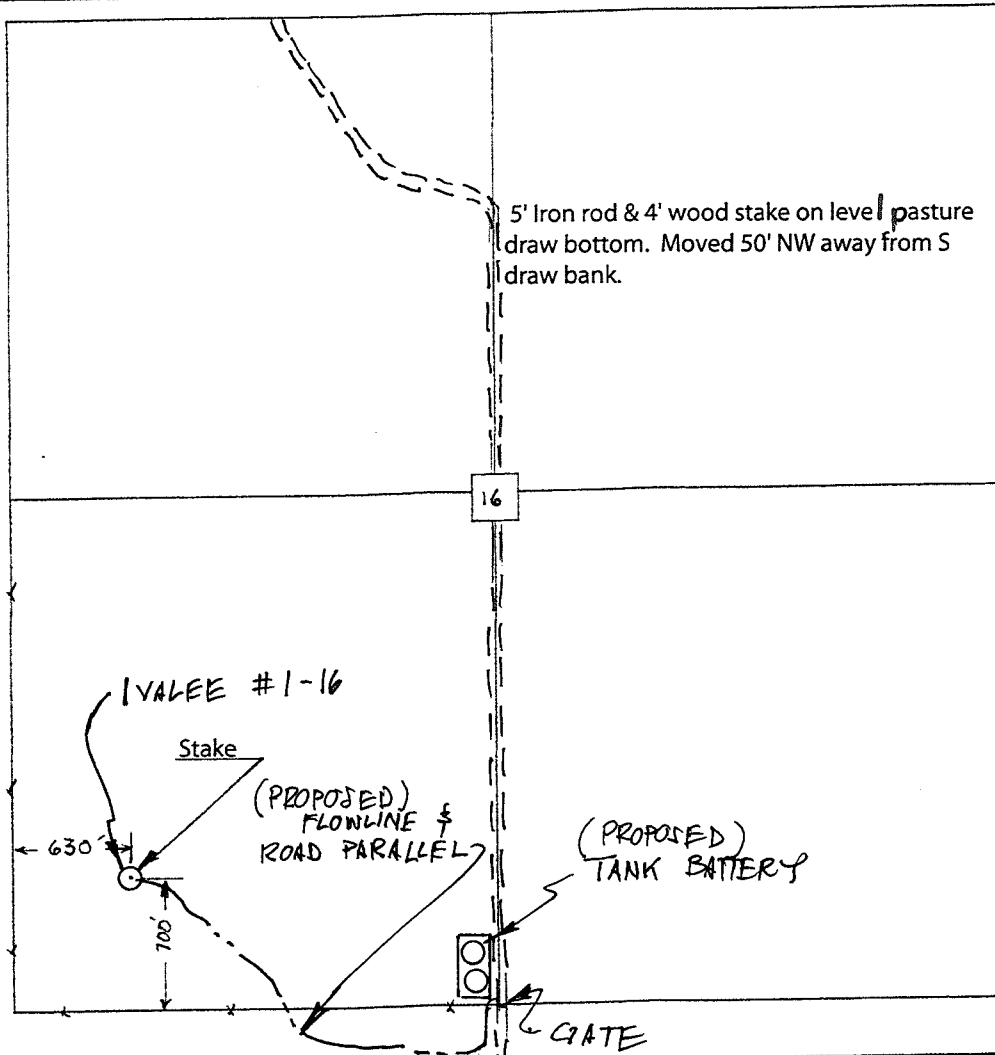 5' Iron rod & 4' wood stake on level pasture
draw bottom. Moved 50' NW away from S
draw bank.
16
IVALEE #1-16
Stake
(PROPOSED)
FLOWLINE &
ROAD PARALLEL
630'
700'
(PROPOSED)
TANK BATTERY
GATE